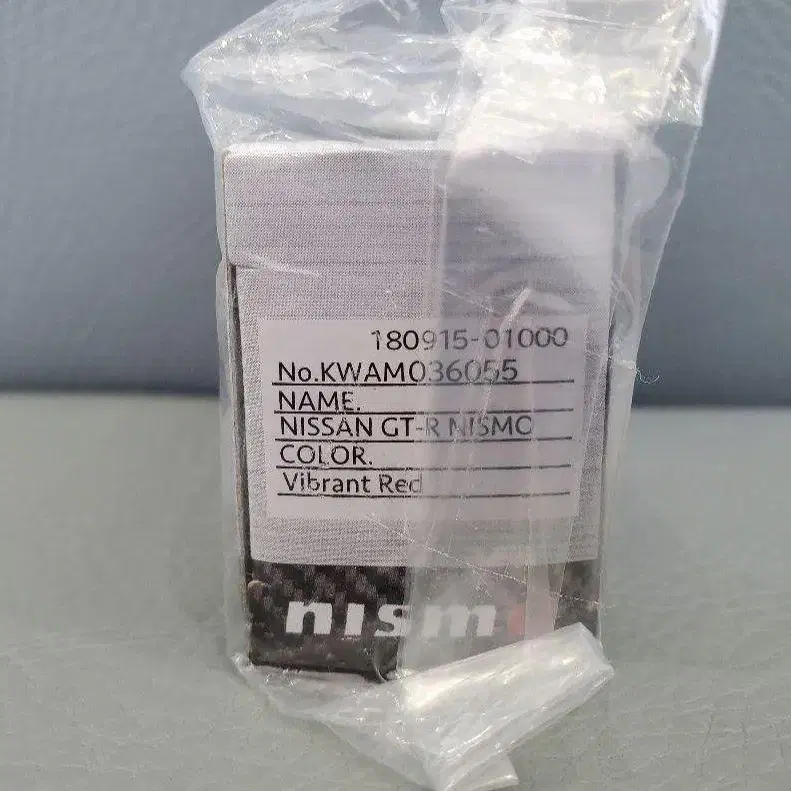 180915-01000
No.KWAM036055
NAME.
NISSAN GT-R NISMO
COLOR.
Vibrant Red
nismo